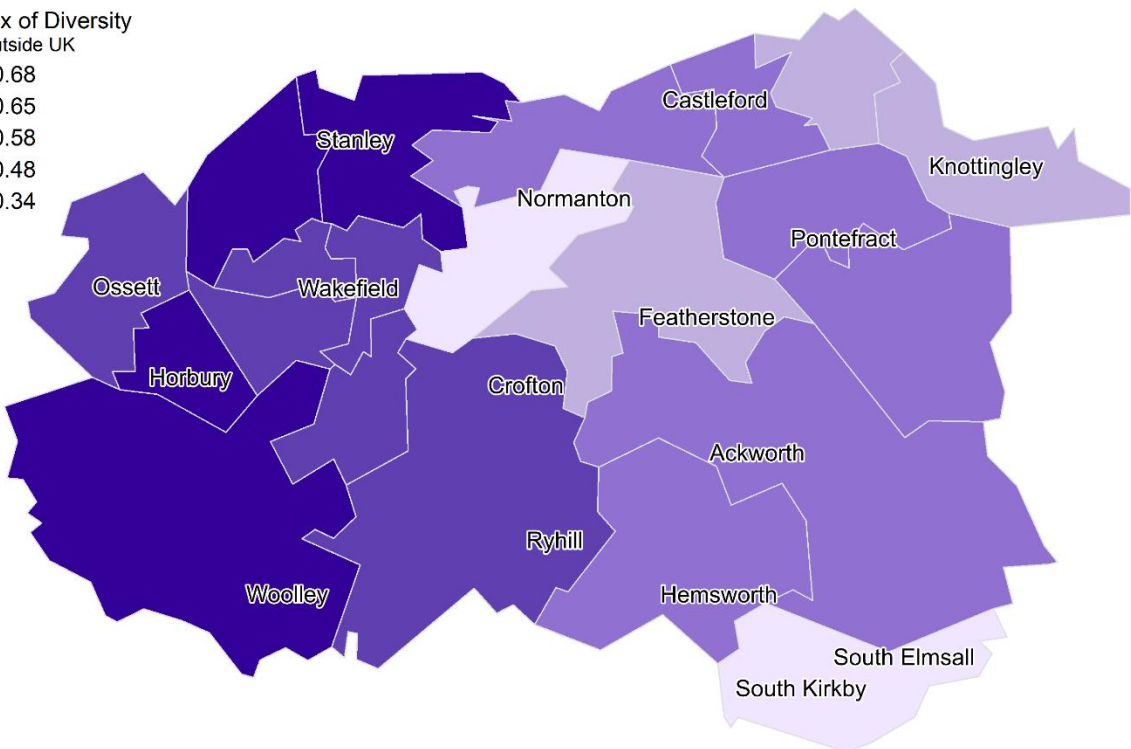 x of Diversity
tside UK
0.68
0.65
0.58
0.48
0.34
Castleford
Stanley
Knottingley
Normanton
Pontefract
Ossett
Wakefield
Featherstone
Horbury
Crofton
Ackworth
Ryhill
Woolley
Hemsworth
South Elmsall
South Kirkby